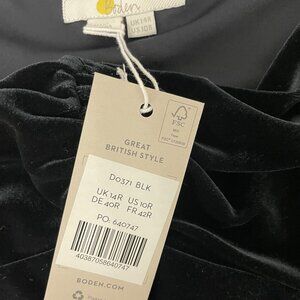 Boden
UK14R
US10R
FSC
GREAT
BRITISH STYLE
D0371 BLK
UK 14R US 10R
DE 40R FR 42R
PO: 640747
40387058640747
BODEN.COM